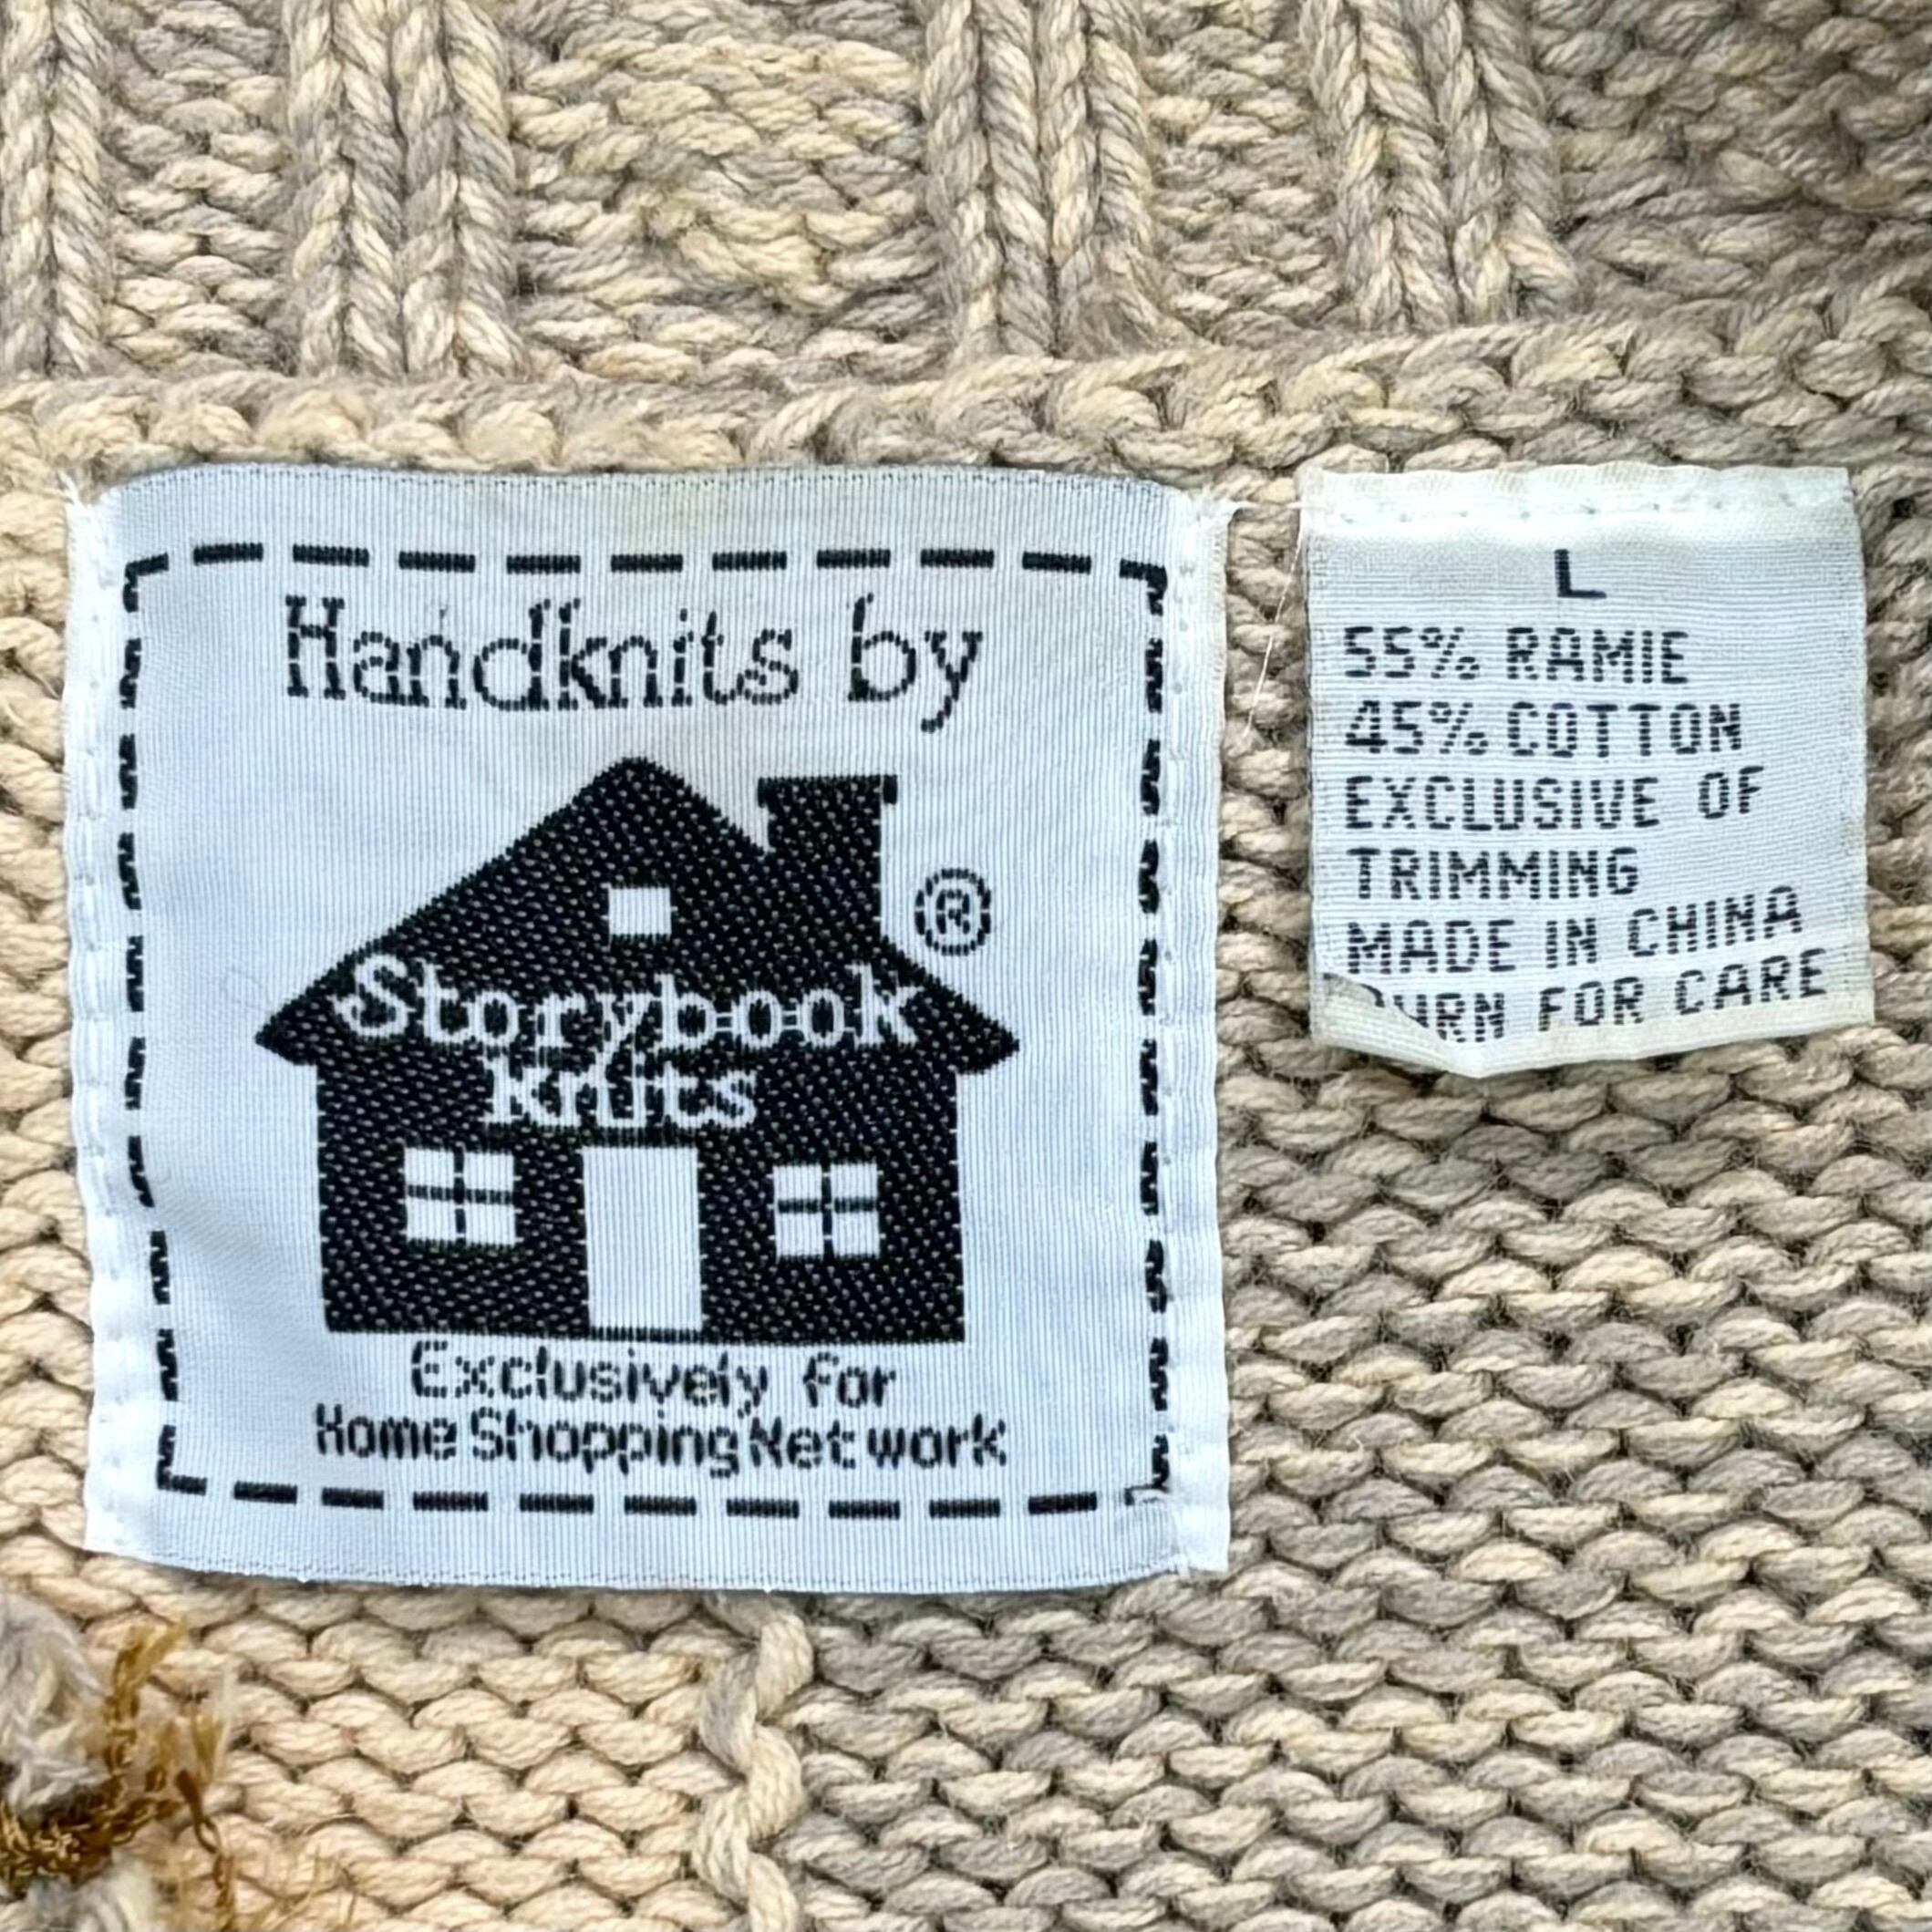 Handknits by
®
Storybook
Knits
Exclusively for
Home Shopping Network
L
55% RAMIE
45% COTTON
EXCLUSIVE OF
TRIMMING
MADE IN CHINA
TURN FOR CARE